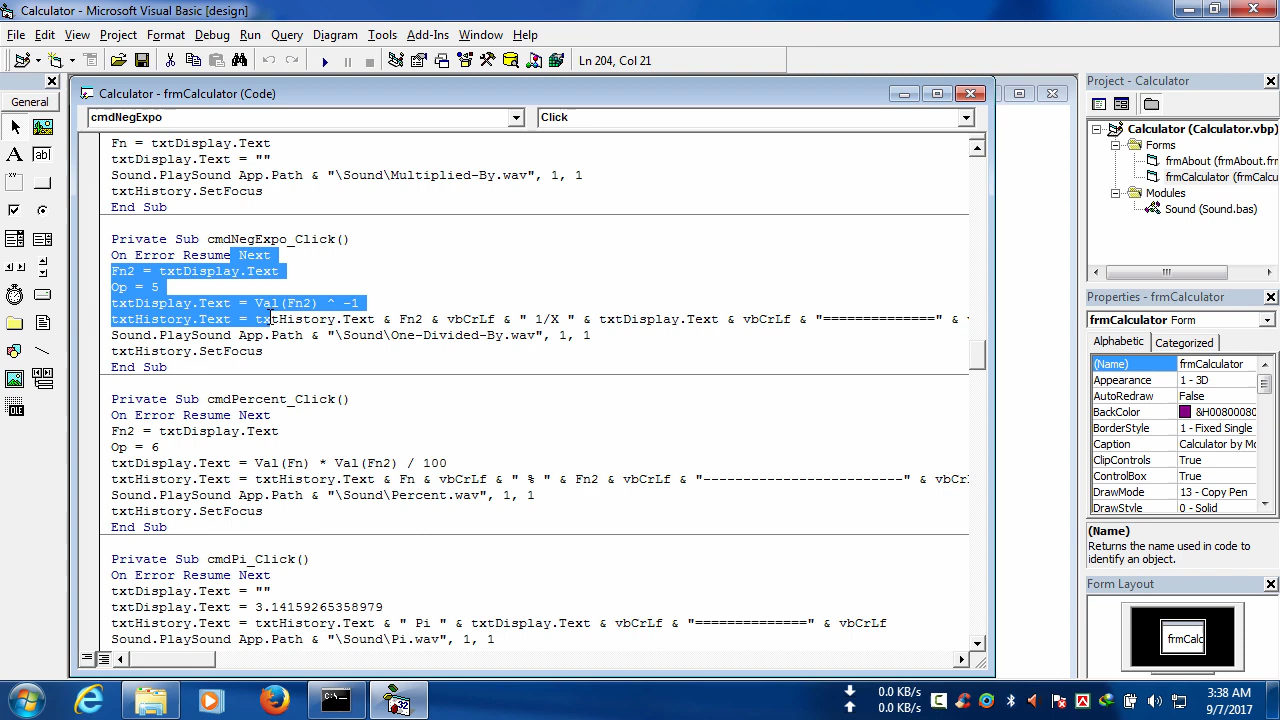 Calculator - Microsoft Visual Basic [design]
File Edit View Project Format Debug Run Query Diagram Tools Add-Ins Window Help
Ln 204, Col 21
General
Calculator - frmCalculator (Code)
cmdNegExpo Click
Fn = txtDisplay.Text
txtDisplay.Text = ""
Sound.PlaySound App.Path & "\Sound\Multiplied-By.wav", 1, 1
txtHistory.SetFocus
End Sub
Private Sub cmdNegExpo_Click()
On Error Resume Next
Fn2 = txtDisplay.Text
Op = 5
txtDisplay.Text = Val(Fn2) ^ -1
txtHistory.Text = txtHistory.Text & Fn2 & vbCrLf & " 1/X " & txtDisplay.Text & vbCrLf & "==============" &
Sound.PlaySound App.Path & "\Sound\One-Divided-By.wav", 1, 1
txtHistory.SetFocus
End Sub
Private Sub cmdPercent_Click()
On Error Resume Next
Fn2 = txtDisplay.Text
Op = 6
txtDisplay.Text = Val(Fn) * Val(Fn2) / 100
txtHistory.Text = txtHistory.Text & Fn & vbCrLf & " % " & Fn2 & vbCrLf & "-------------------------" & vbCr
Sound.PlaySound App.Path & "\Sound\Percent.wav", 1, 1
txtHistory.SetFocus
End Sub
Private Sub cmdPi_Click()
On Error Resume Next
txtDisplay.Text = ""
txtDisplay.Text = 3.14159265358979
txtHistory.Text = txtHistory.Text & " Pi " & txtDisplay.Text & vbCrLf & "==============" & vbCrLf
Sound.PlaySound App.Path & "\Sound\Pi.wav", 1, 1
Project - Calculator
Calculator (Calculator.vbp)
Forms
frmAbout (frmAbout.fr
frmCalculator (frmCalcu
Modules
Sound (Sound.bas)
Properties - frmCalculator
frmCalculator Form
Alphabetic Categorized
(Name) frmCalculator
Appearance 1 - 3D
AutoRedraw False
BackColor &H00800080
BorderStyle 1 - Fixed Single
Caption Calculator by Mo
ClipControls True
ControlBox True
DrawMode 13 - Copy Pen
DrawStyle 0 - Solid
(Name)
Returns the name used in code to
identify an object.
Form Layout
frmCalc
0.0 KB/s
0.0 KB/s
3:38 AM
9/7/2017